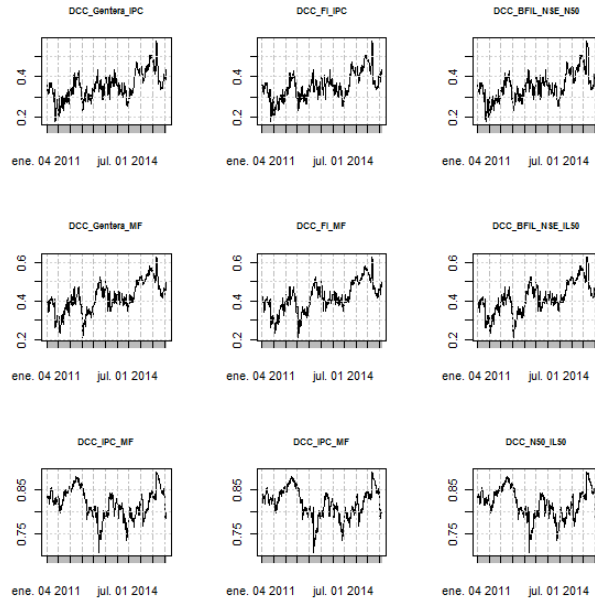 DCC_Gentera_IPC DCC_FI_IPC DCC_BFIL_NSE_N50
0.4 0.4 0.4
0.2 0.2 0.2
ene. 04 2011 jul. 01 2014 ene. 04 2011 jul. 01 2014 ene. 04 2011 jul. 01 2014
DCC_Gentera_MF DCC_FI_MF DCC_BFIL_NSE_IL50
0.6 0.6 0.6
0.4 0.4 0.4
0.2 0.2 0.2
ene. 04 2011 jul. 01 2014 ene. 04 2011 jul. 01 2014 ene. 04 2011 jul. 01 2014
DCC_IPC_MF DCC_IPC_MF DCC_N50_IL50
0.85 0.85 0.85
0.75 0.75 0.75
ene. 04 2011 jul. 01 2014 ene. 04 2011 jul. 01 2014 ene. 04 2011 jul. 01 2014